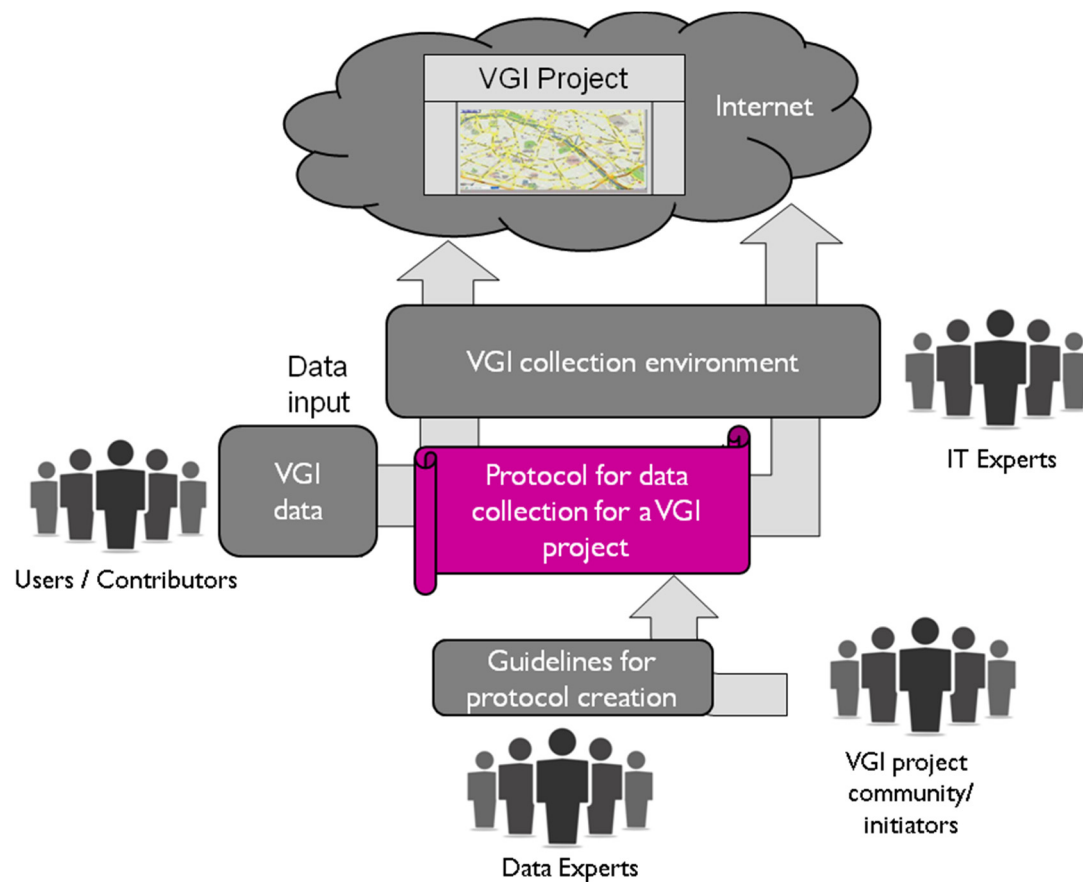 VGI Project
Internet
VGI collection environment
IT Experts
Data
input
VGI
data
Users / Contributors
Protocol for data
collection for a VGI
project
Guidelines for
protocol creation
VGI project
community/
initiators
Data Experts